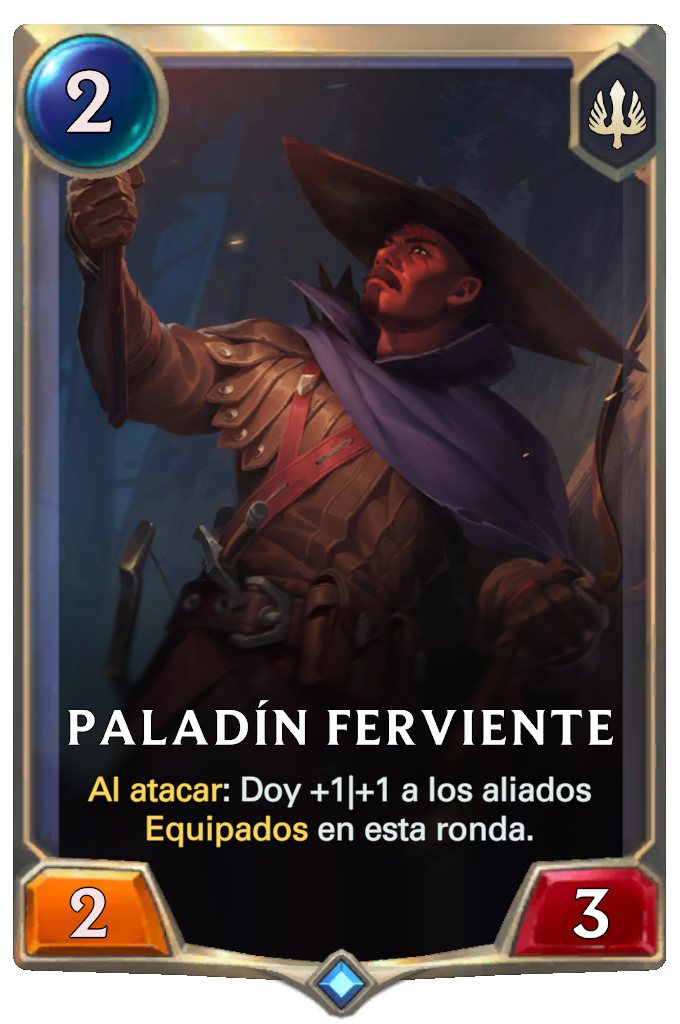 2
PALADÍN FERVIENTE
Al atacar: Doy +1|+1 a los aliados
Equipados en esta ronda.
2
3